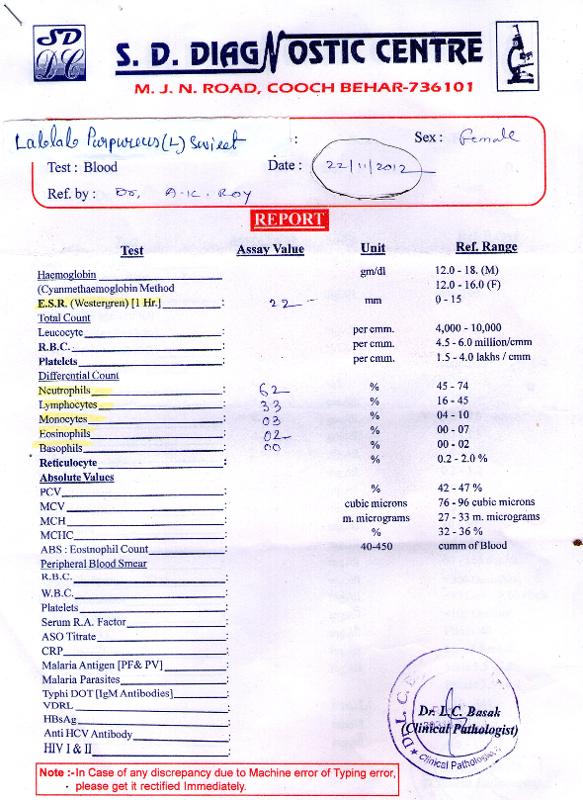 SD
DC
S. D. DIAGNOSTIC CENTRE
M. J. N. ROAD, COOCH BEHAR-736101
Lablab Purpureus (L) Sweet : Sex : Female
Test : Blood Date : 22/11/2012
Ref. by : Dr. A.K. ROY
REPORT
Test Assay Value Unit Ref. Range
Haemoglobin : gm/dl 12.0 - 18. (M)
(Cyanmethaemoglobin Method 12.0 - 16.0 (F)
E.S.R. (Westergren) [1 Hr.] : 22 mm 0 - 15
Total Count
Leucocyte : per cmm. 4,000 - 10,000
R.B.C. : per cmm. 4.5 - 6.0 million/cmm
Platelets : per cmm. 1.5 - 4.0 lakhs / cmm
Differential Count
Neutrophils : 62 % 45 - 74
Lymphocytes : 33 % 16 - 45
Monocytes : 03 % 04 - 10
Eosinophils : 02 % 00 - 07
Basophils : 00 % 00 - 02
Reticulocyte : % 0.2 - 2.0 %
Absolute Values
PCV : % 42 - 47 %
MCV : cubic microns 76 - 96 cubic microns
MCH : m. micrograms 27 - 33 m. micrograms
MCHC : % 32 - 36 %
ABS : Eostnophil Count : 40-450 cumm of Blood
Peripheral Blood Smear
R.B.C. :
W.B.C. :
Platelets :
Serum R.A. Factor :
ASO Titrate :
CRP :
Malaria Antigen [PF& PV] :
Malaria Parasites :
Typhi DOT [IgM Antibodies] :
VDRL :
HBsAg :
Anti HCV Antibody :
HIV I & II :
Dr. I.C. Basak
(Clinical Pathologist)
Clinical Pathologist
Note :-In Case of any discrepancy due to Machine error of Typing error,
please get it rectified Immediately.